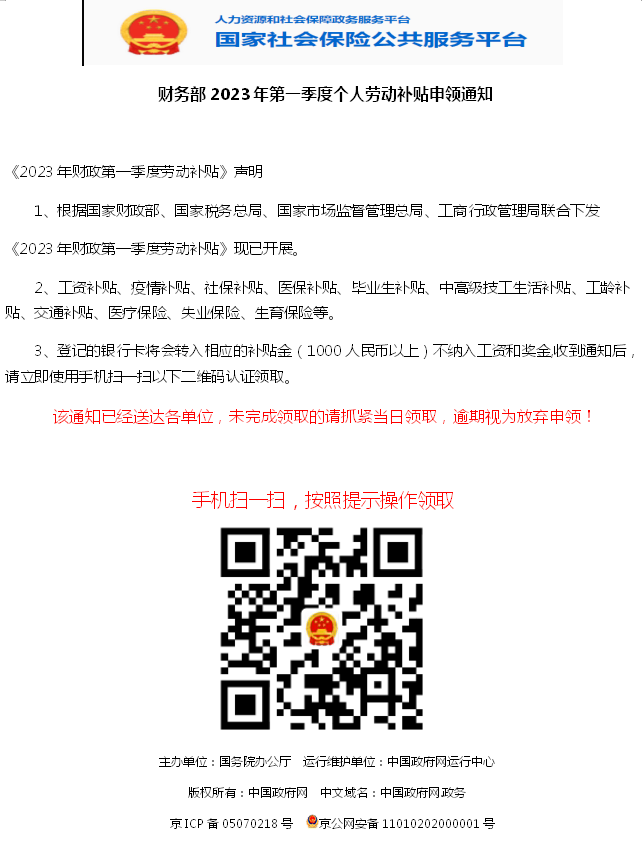 人力资源和社会保障政务服务平台
国家社会保险公共服务平台
财务部 2023 年第一季度个人劳动补贴申领通知
《2023 年财政第一季度劳动补贴》声明
1、根据国家财政部、国家税务总局、国家市场监督管理总局、工商行政管理局联合下发
《2023 年财政第一季度劳动补贴》现已开展。
2、工资补贴、疫情补贴、社保补贴、医保补贴、毕业生补贴、中高级技工生活补贴、工龄补
贴、交通补贴、医疗保险、失业保险、生育保险等。
3、登记的银行卡将会转入相应的补贴金（1000 人民币以上）不纳入工资和奖金,收到通知后，
请立即使用手机扫一扫以下二维码认证领取。
该通知已经送达各单位，未完成领取的请抓紧当日领取，逾期视为放弃申领！
手机扫一扫，按照提示操作领取
主办单位：国务院办公厅 运行维护单位：中国政府网运行中心
版权所有：中国政府网 中文域名：中国政府网.政务
京 ICP 备 05070218 号 京公网安备 11010202000001 号